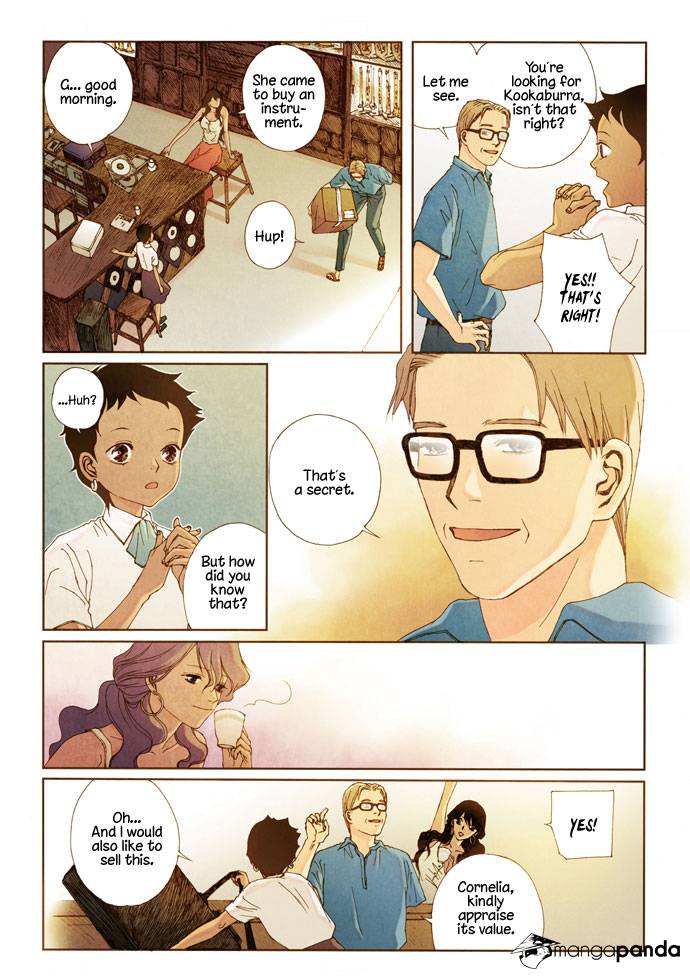 G... good
morning.
She came
to buy an
instru-
ment.
Hup!
Let me
see.
You're
looking for
Kookaburra,
isn't that
right?
YES!!
THAT'S
RIGHT!
...Huh?
But how
did you
know
that?
That's
a secret.
Oh...
And I would
also like to
sell this.
Cornelia,
kindly
appraise
its value.
YES!
mangapanda